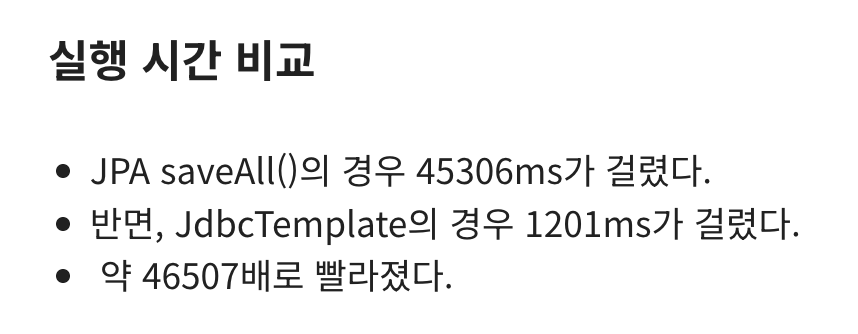 실행 시간 비교
• JPA saveAll()의 경우 45306ms가 걸렸다.
• 반면, JdbcTemplate의 경우 1201ms가 걸렸다.
• 약 46507배로 빨라졌다.